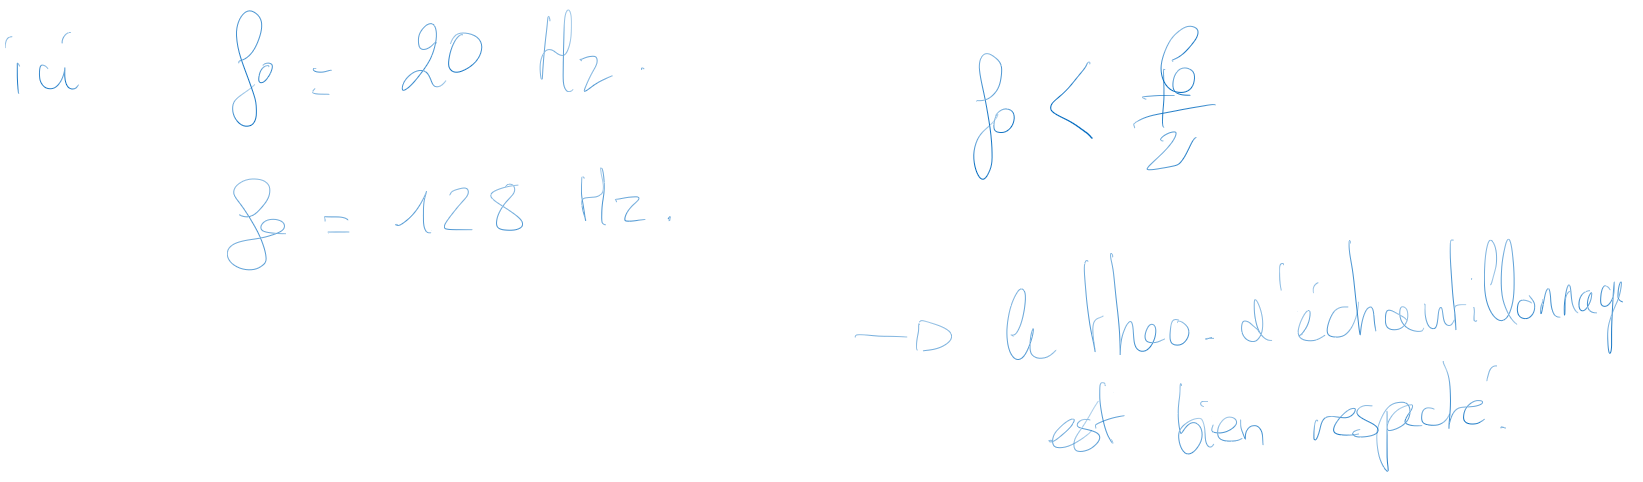 ici f0 = 20 Hz.
fe = 128 Hz.
f0 < fe/2
→ le theo. d'échantillonnage
est bien respecté.